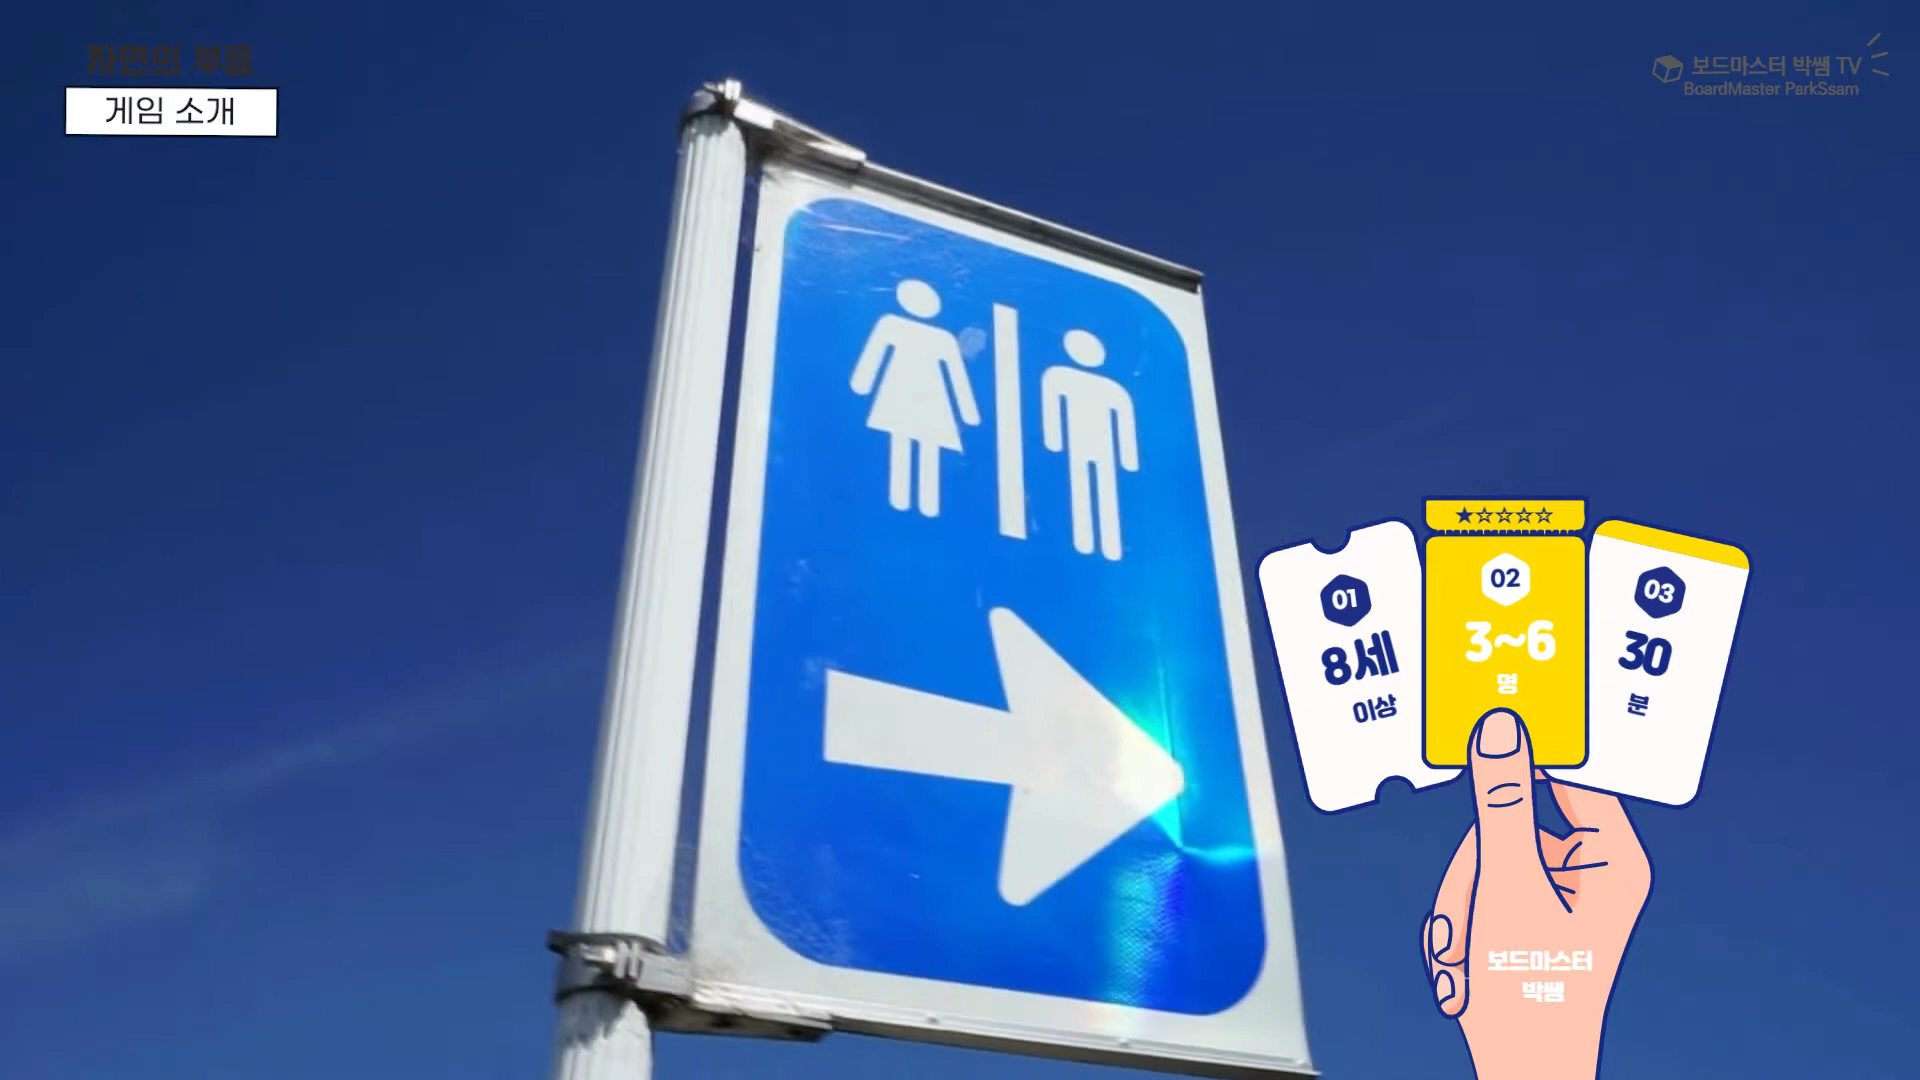 자연의 부름
게임 소개
보드마스터 박쌤 TV
BoardMaster ParkSsam
★☆☆☆☆
01
8세
이상
02
3~6
명
03
30
분
보드마스터
박쌤